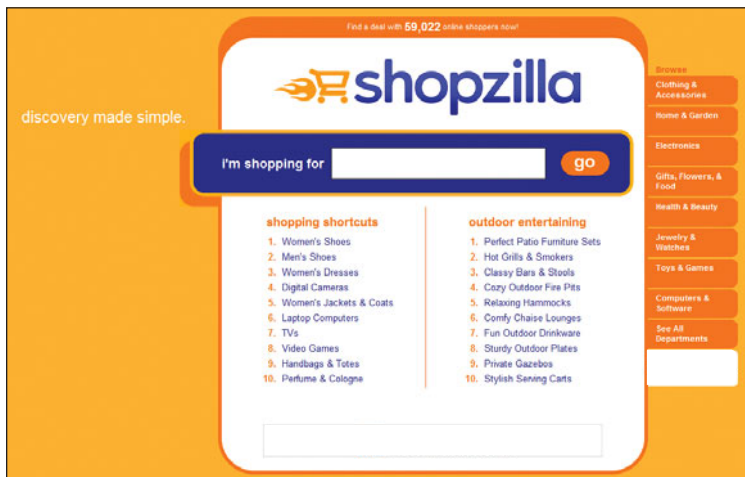 Find a deal with 59,022 online shoppers now!
shopzilla
discovery made simple.
i'm shopping for
go
shopping shortcuts
1. Women's Shoes
2. Men's Shoes
3. Women's Dresses
4. Digital Cameras
5. Women's Jackets & Coats
6. Laptop Computers
7. TVs
8. Video Games
9. Handbags & Totes
10. Perfume & Cologne
outdoor entertaining
1. Perfect Patio Furniture Sets
2. Hot Grills & Smokers
3. Classy Bars & Stools
4. Cozy Outdoor Fire Pits
5. Relaxing Hammocks
6. Comfy Chaise Lounges
7. Fun Outdoor Drinkware
8. Sturdy Outdoor Plates
9. Private Gazebos
10. Stylish Serving Carts
Browse
Clothing &
Accessories
Home & Garden
Electronics
Gifts, Flowers, &
Food
Health & Beauty
Jewelry &
Watches
Toys & Games
Computers &
Software
See All
Departments